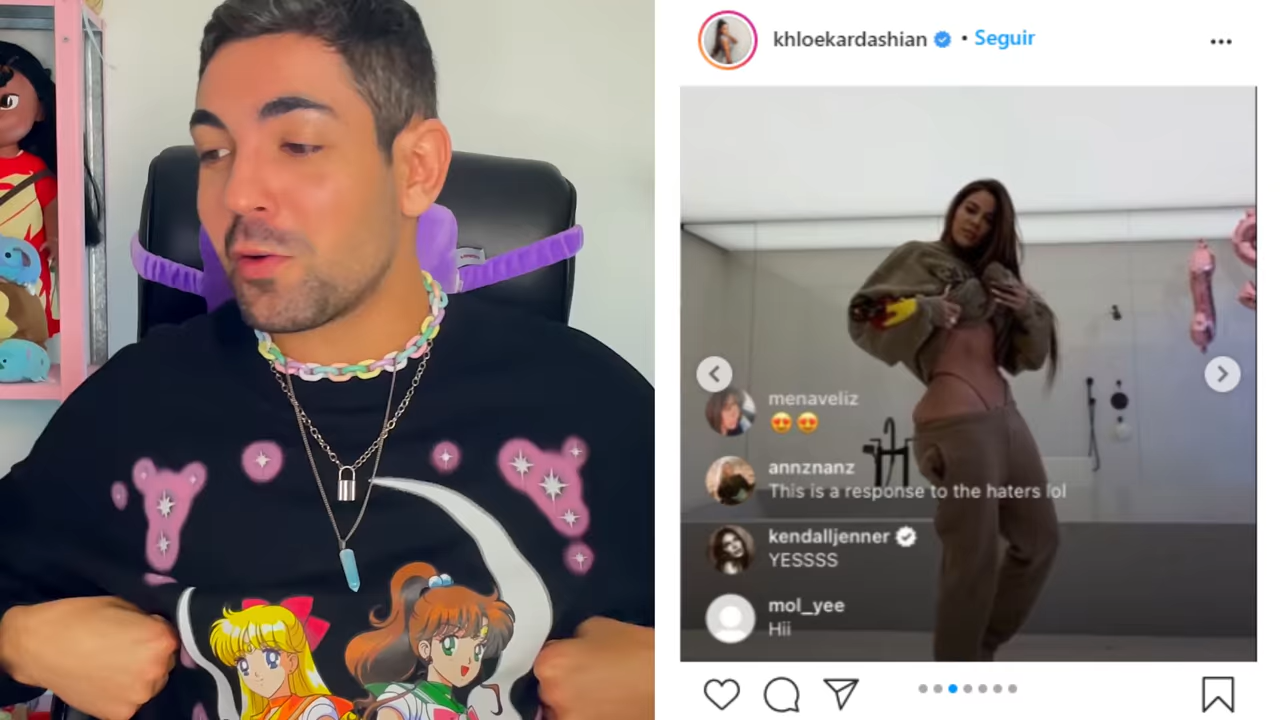 khloekardashian • Seguir
menaveliz
annznanz
This is a response to the haters lol
kendalljenner
YESSSS
mol_yee
Hii